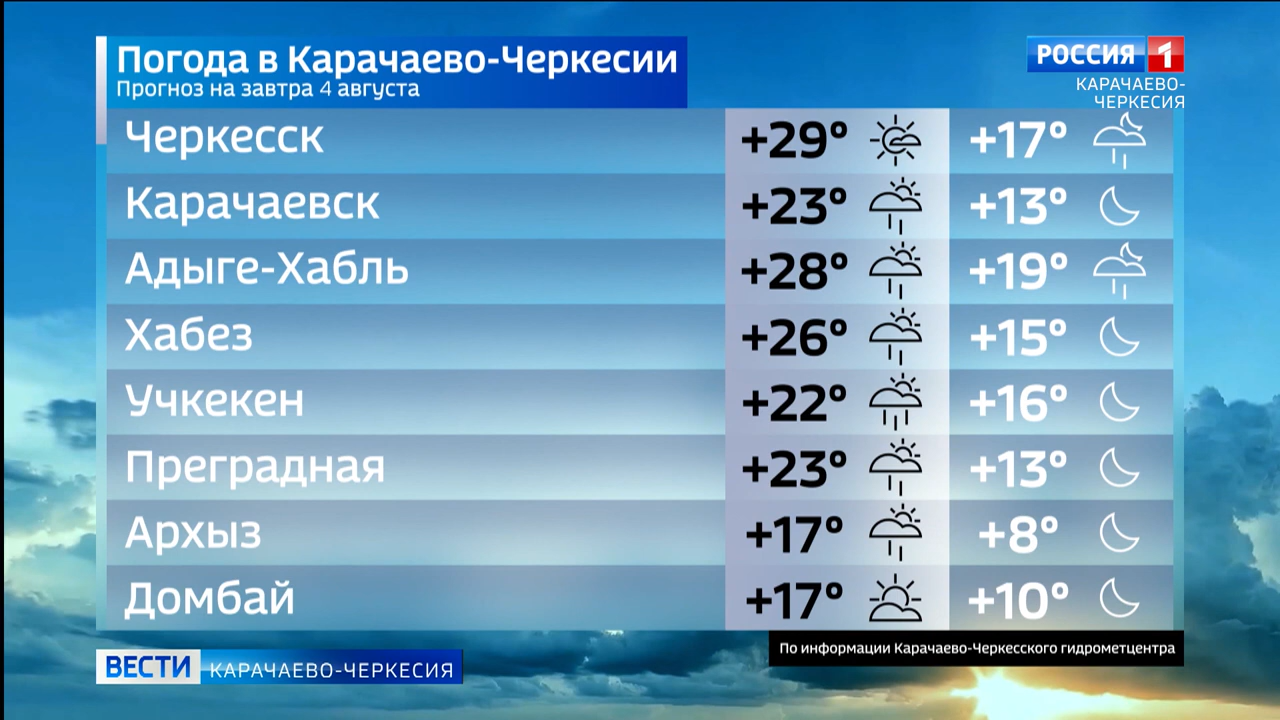 Погода в Карачаево-Черкесии
Прогноз на завтра 4 августа
РОССИЯ 1
КАРАЧАЕВО-
ЧЕРКЕСИЯ
Черкесск +29° +17°
Карачаевск +23° +13°
Адыге-Хабль +28° +19°
Хабез +26° +15°
Учкекен +22° +16°
Преградная +23° +13°
Архыз +17° +8°
Домбай +17° +10°
По информации Карачаево-Черкесского гидрометцентра
ВЕСТИ КАРАЧАЕВО-ЧЕРКЕСИЯ